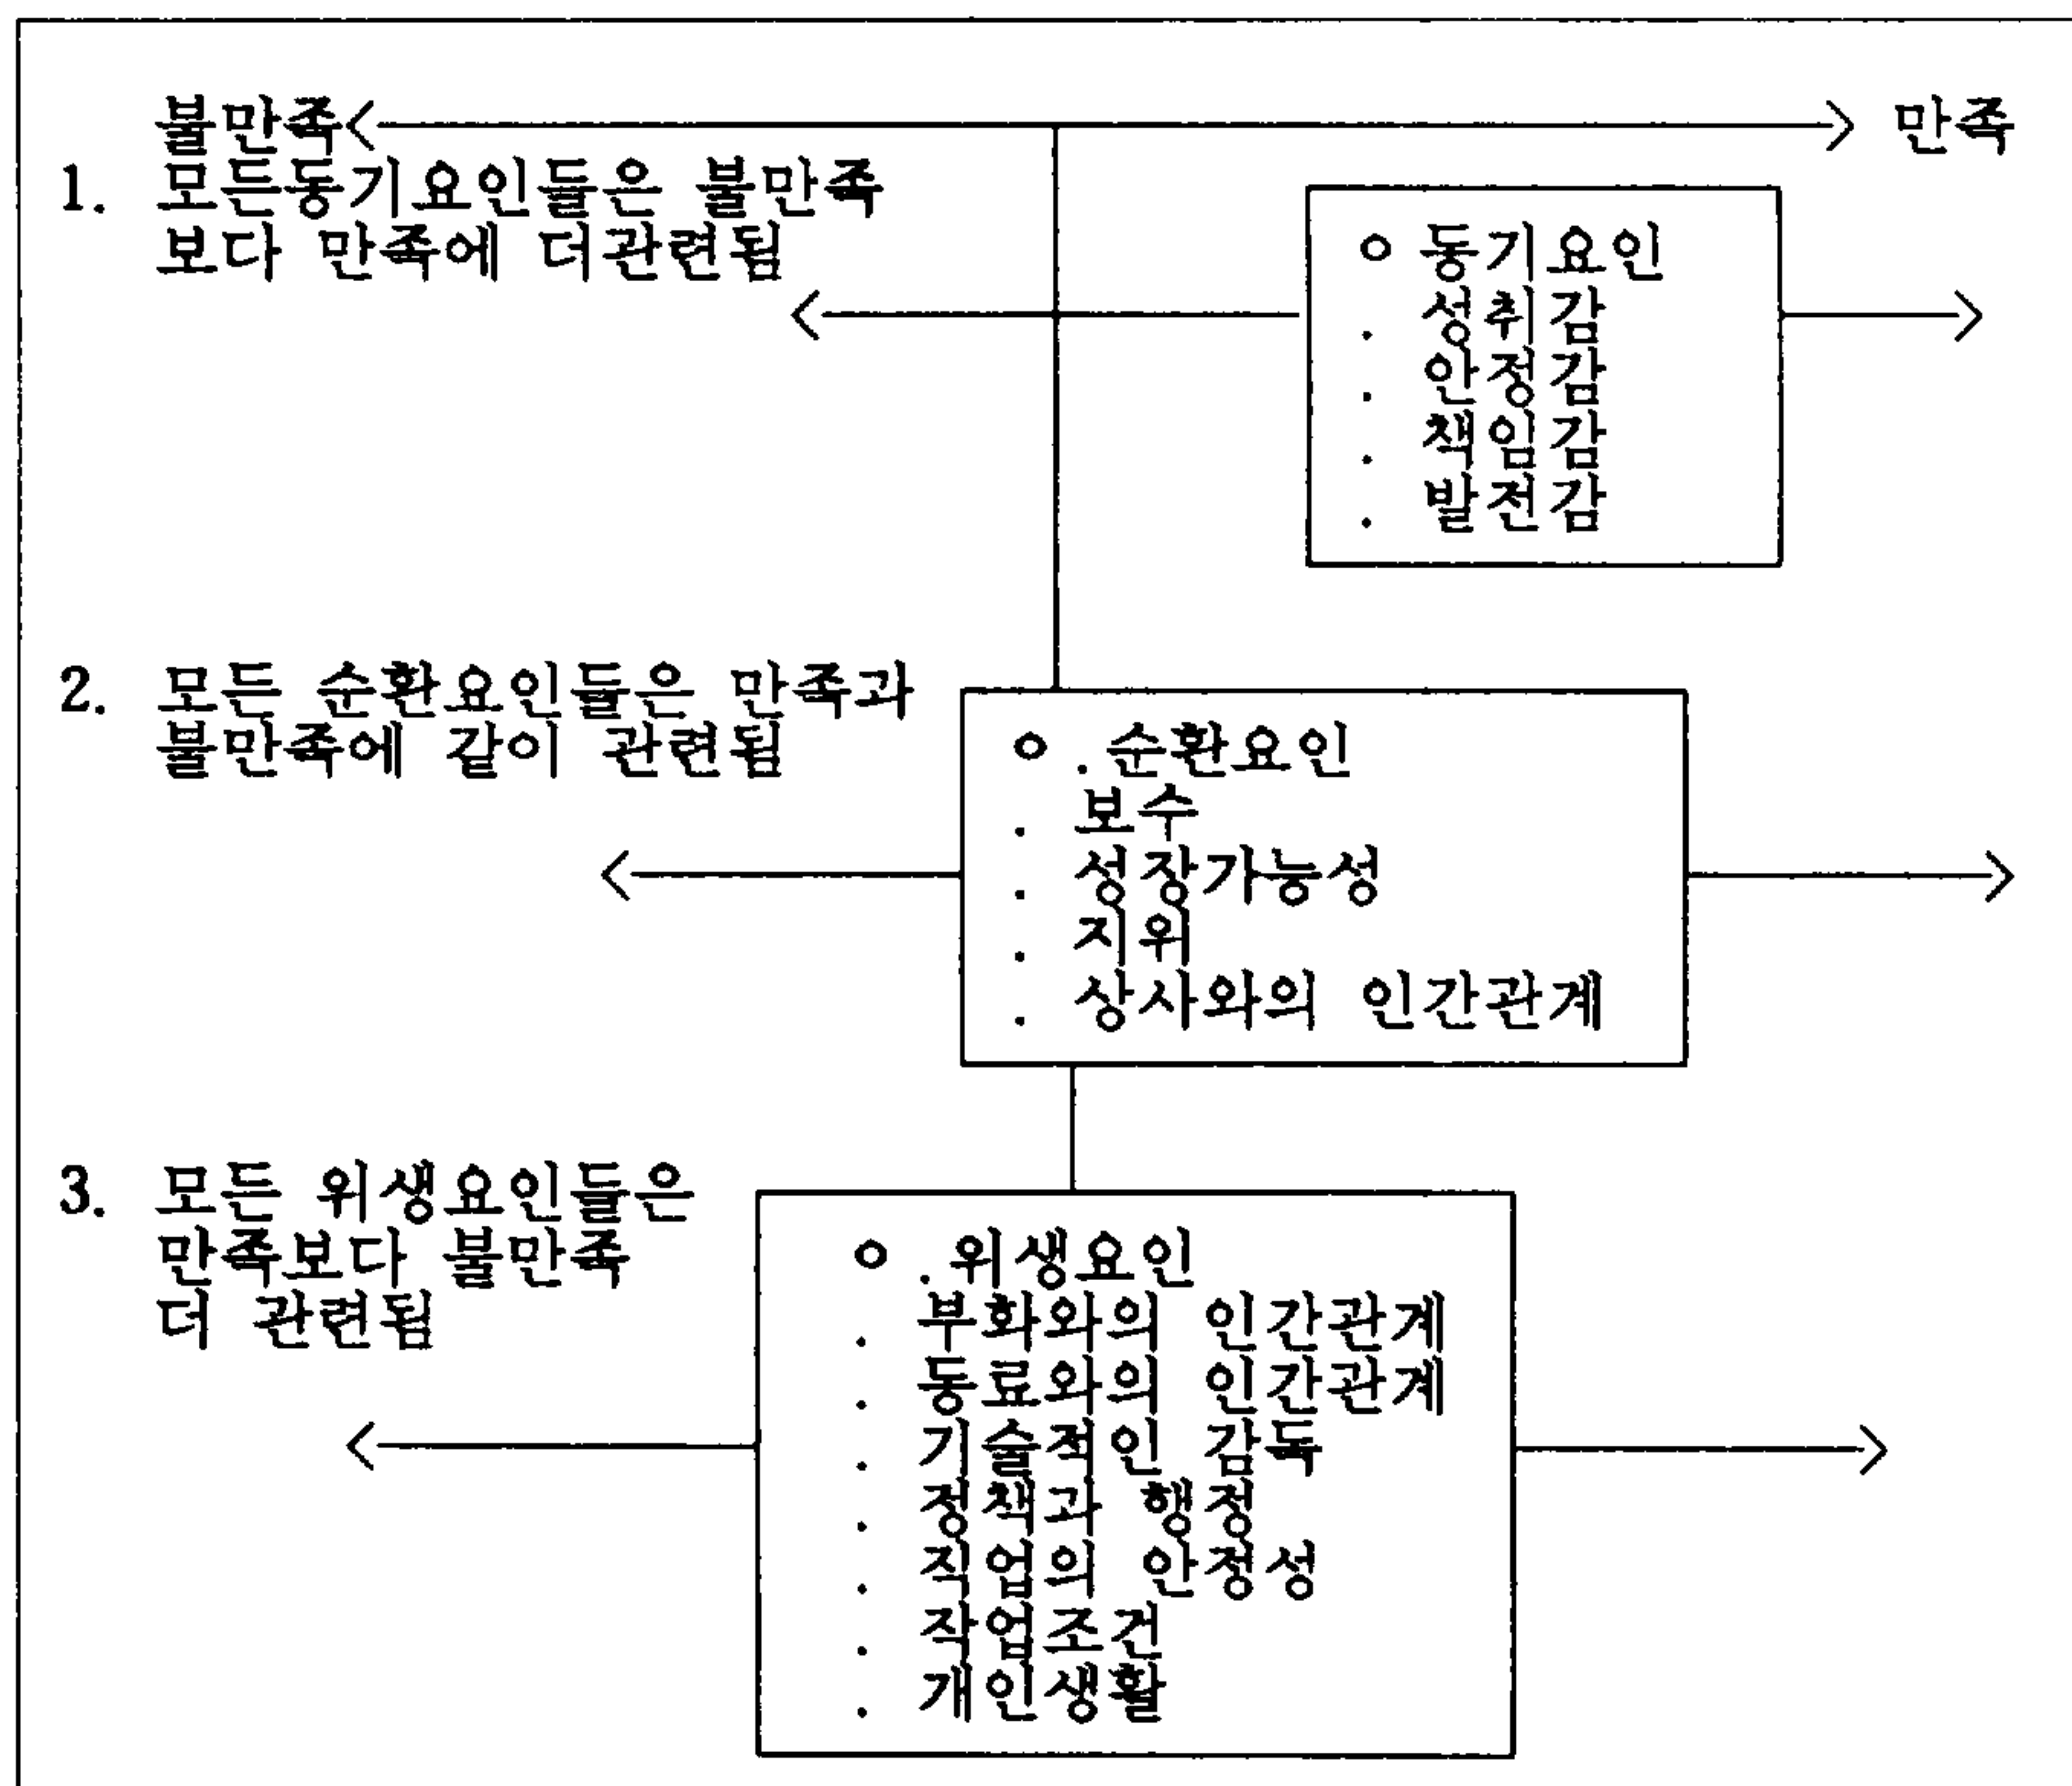 불만족 만족
1. 모든동기요인들은 불만족
보다 만족에 더관련됨
o 동기요인
. 성취감
. 안정감
. 책임감
. 발전감
2. 모든 순환요인들은 만족과
불만족에 같이 관련됨
o .순환요인
. 보수
. 성장가능성
. 지위
. 상사와의 인간관계
3. 모든 위생요인들은
만족보다 불만족
더 관련됨
o .위생요인
. 부화와의 인간관계
. 동료와의 인간관계
. 기술적인 감독
. 정책과 행정
. 직업의 안정성
. 작업조건
. 개인생활